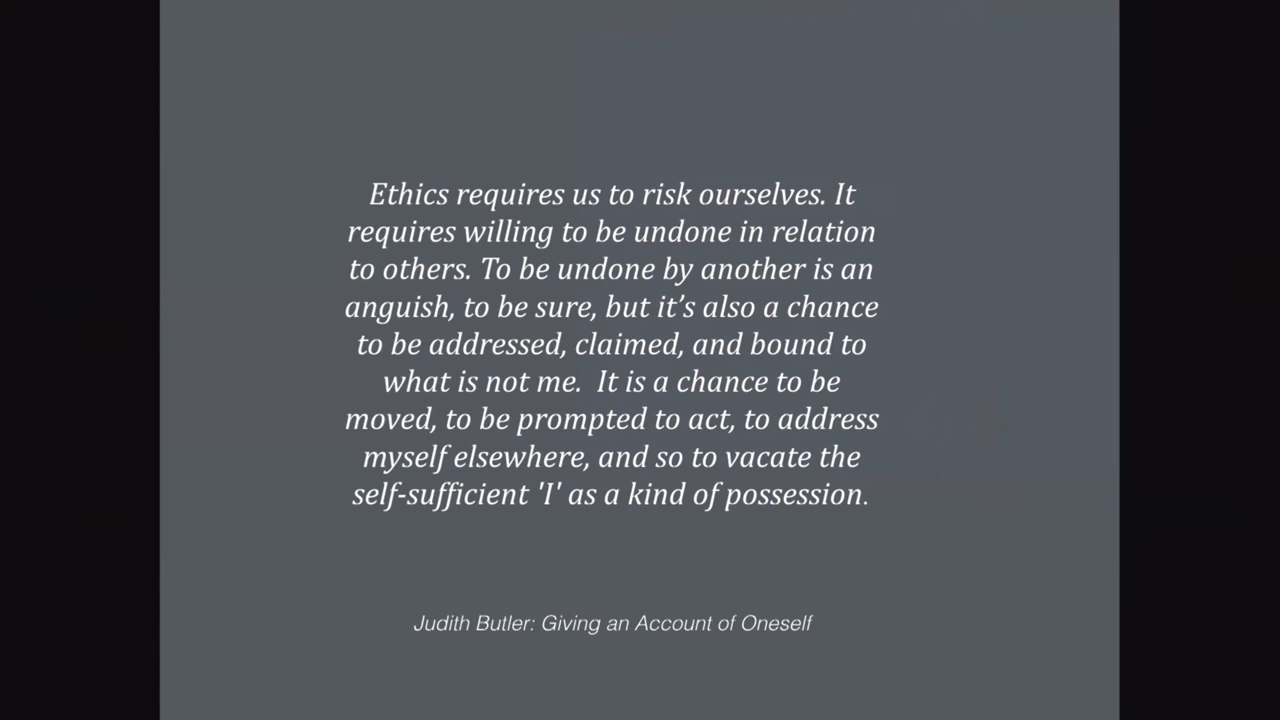 Ethics requires us to risk ourselves. It
requires willing to be undone in relation
to others. To be undone by another is an
anguish, to be sure, but it’s also a chance
to be addressed, claimed, and bound to
what is not me.  It is a chance to be
moved, to be prompted to act, to address
myself elsewhere, and so to vacate the
self-sufficient 'I' as a kind of possession.
Judith Butler: Giving an Account of Oneself